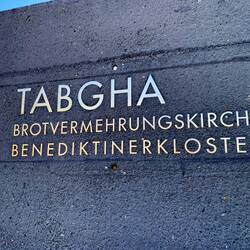 TABGHA
BROTVERMEHRUNGSKIRCH
BENEDIKTINERKLOSTE